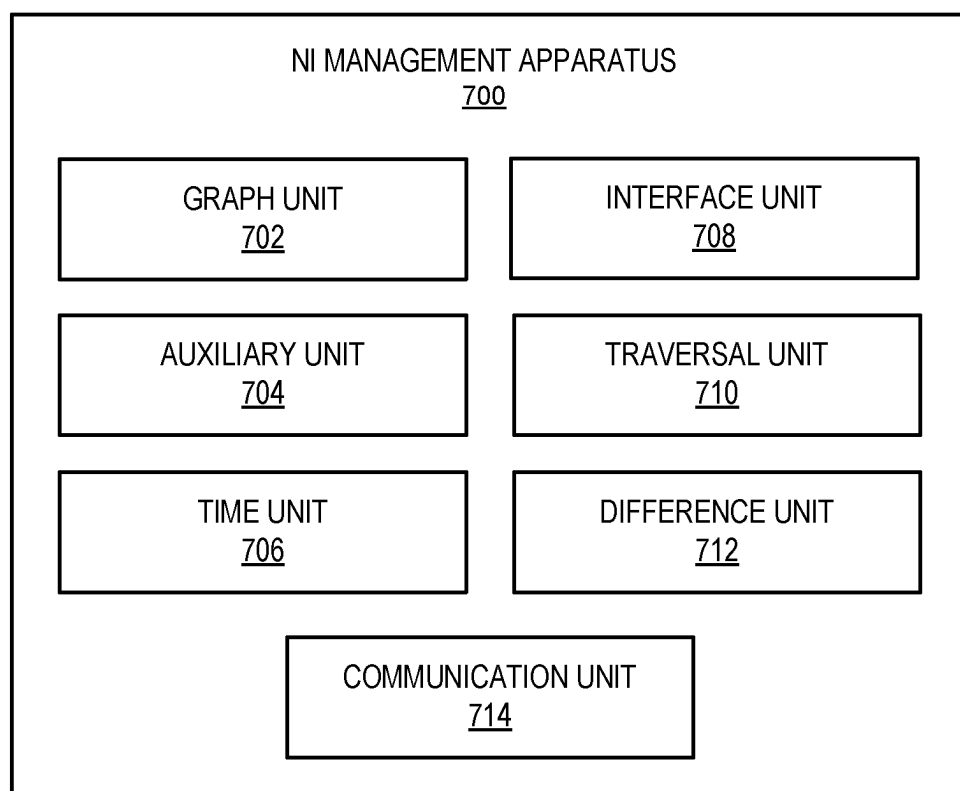 NI MANAGEMENT APPARATUS
700
GRAPH UNIT
702
INTERFACE UNIT
708
AUXILIARY UNIT
704
TRAVERSAL UNIT
710
TIME UNIT
706
DIFFERENCE UNIT
712
COMMUNICATION UNIT
714